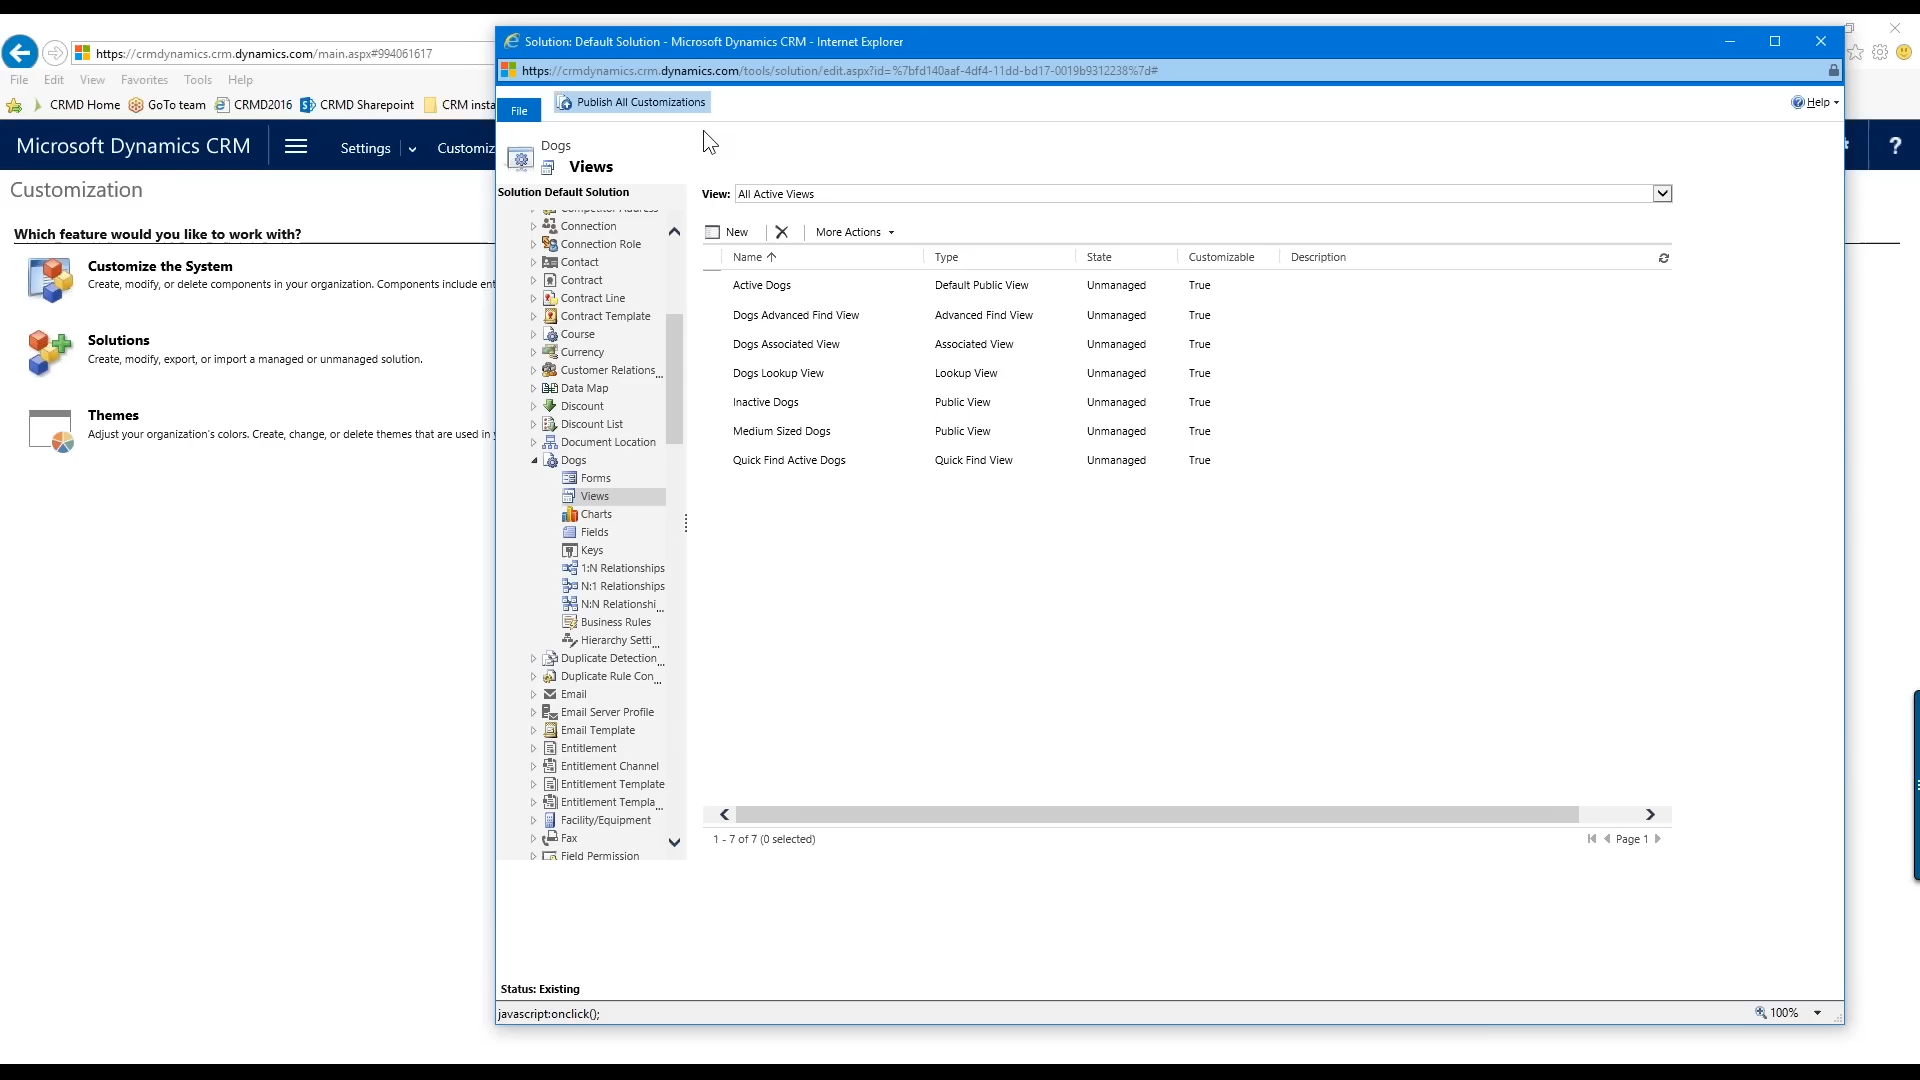 Solution: Default Solution - Microsoft Dynamics CRM - Internet Explorer
https://crmdynamics.crm.dynamics.com/main.aspx#994061617
https://crmdynamics.crm.dynamics.com/tools/solution/edit.aspx?id=%7bfd140aaf-4df4-11dd-bd17-0019b9312238%7d#
File Edit View Favorites Tools Help
CRMD Home GoTo team CRMD2016 CRMD Sharepoint CRM insta
File Publish All Customizations Help
Microsoft Dynamics CRM Settings Customiz ?
Customization
Which feature would you like to work with?
Customize the System
Create, modify, or delete components in your organization. Components include ent
Solutions
Create, modify, export, or import a managed or unmanaged solution.
Themes
Adjust your organization's colors. Create, change, or delete themes that are used in
Dogs
Views
Solution Default Solution
Competitor Address
Connection
Connection Role
Contact
Contract
Contract Line
Contract Template
Course
Currency
Customer Relations...
Data Map
Discount
Discount List
Document Location
Dogs
Forms
Views
Charts
Fields
Keys
1:N Relationships
N:1 Relationships
N:N Relationshi...
Business Rules
Hierarchy Setti...
Duplicate Detection...
Duplicate Rule Con...
Email
Email Server Profile
Email Template
Entitlement
Entitlement Channel
Entitlement Template
Entitlement Templa...
Facility/Equipment
Fax
Field Permission
View: All Active Views
New More Actions
Name Type State Customizable Description
Active Dogs Default Public View Unmanaged True
Dogs Advanced Find View Advanced Find View Unmanaged True
Dogs Associated View Associated View Unmanaged True
Dogs Lookup View Lookup View Unmanaged True
Inactive Dogs Public View Unmanaged True
Medium Sized Dogs Public View Unmanaged True
Quick Find Active Dogs Quick Find View Unmanaged True
1 - 7 of 7 (0 selected) Page 1
Status: Existing
javascript:onclick(); 100%